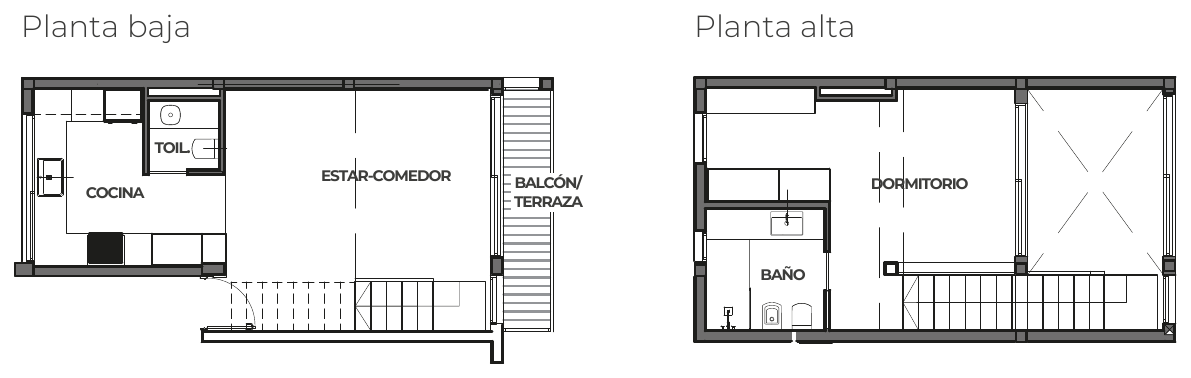 Planta baja
Planta alta
TOIL.
COCINA
ESTAR-COMEDOR
BALCÓN/
TERRAZA
DORMITORIO
BAÑO